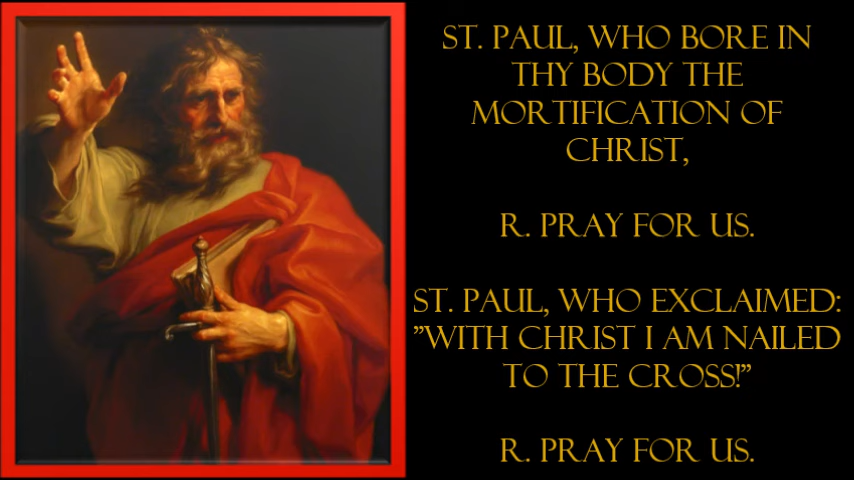 ST. PAUL, WHO BORE IN
THY BODY THE
MORTIFICATION OF
CHRIST,
R. PRAY FOR US.
ST. PAUL, WHO EXCLAIMED:
”WITH CHRIST I AM NAILED
TO THE CROSS!”
R. PRAY FOR US.